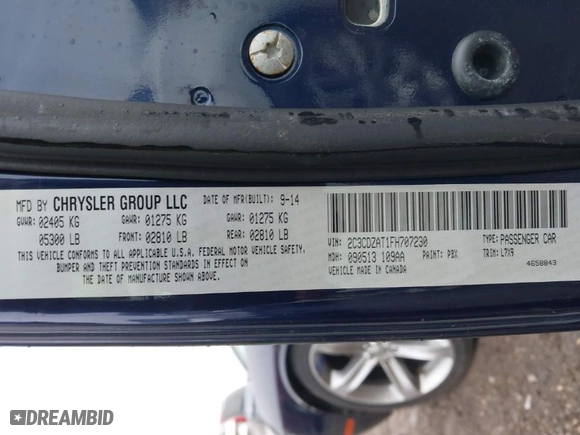 MFD BY CHRYSLER GROUP LLC DATE OF MFR(BUILT): 9-14
GVWR: 02405 KG GAWR: 01275 KG GAWR: 01275 KG
05300 LB FRONT: 02810 LB REAR: 02810 LB
THIS VEHICLE CONFORMS TO ALL APPLICABLE U.S.A. FEDERAL MOTOR VEHICLE SAFETY,
BUMPER AND THEFT PREVENTION STANDARDS IN EFFECT ON
THE DATE OF MANUFACTURE SHOWN ABOVE.
VIN: 2C3CDZAT1FH707230 TYPE: PASSENGER CAR
MDH: 090513 109AA PAINT: PBX TRIM: L7X9
VEHICLE MADE IN CANADA 4658843
DREAMBID